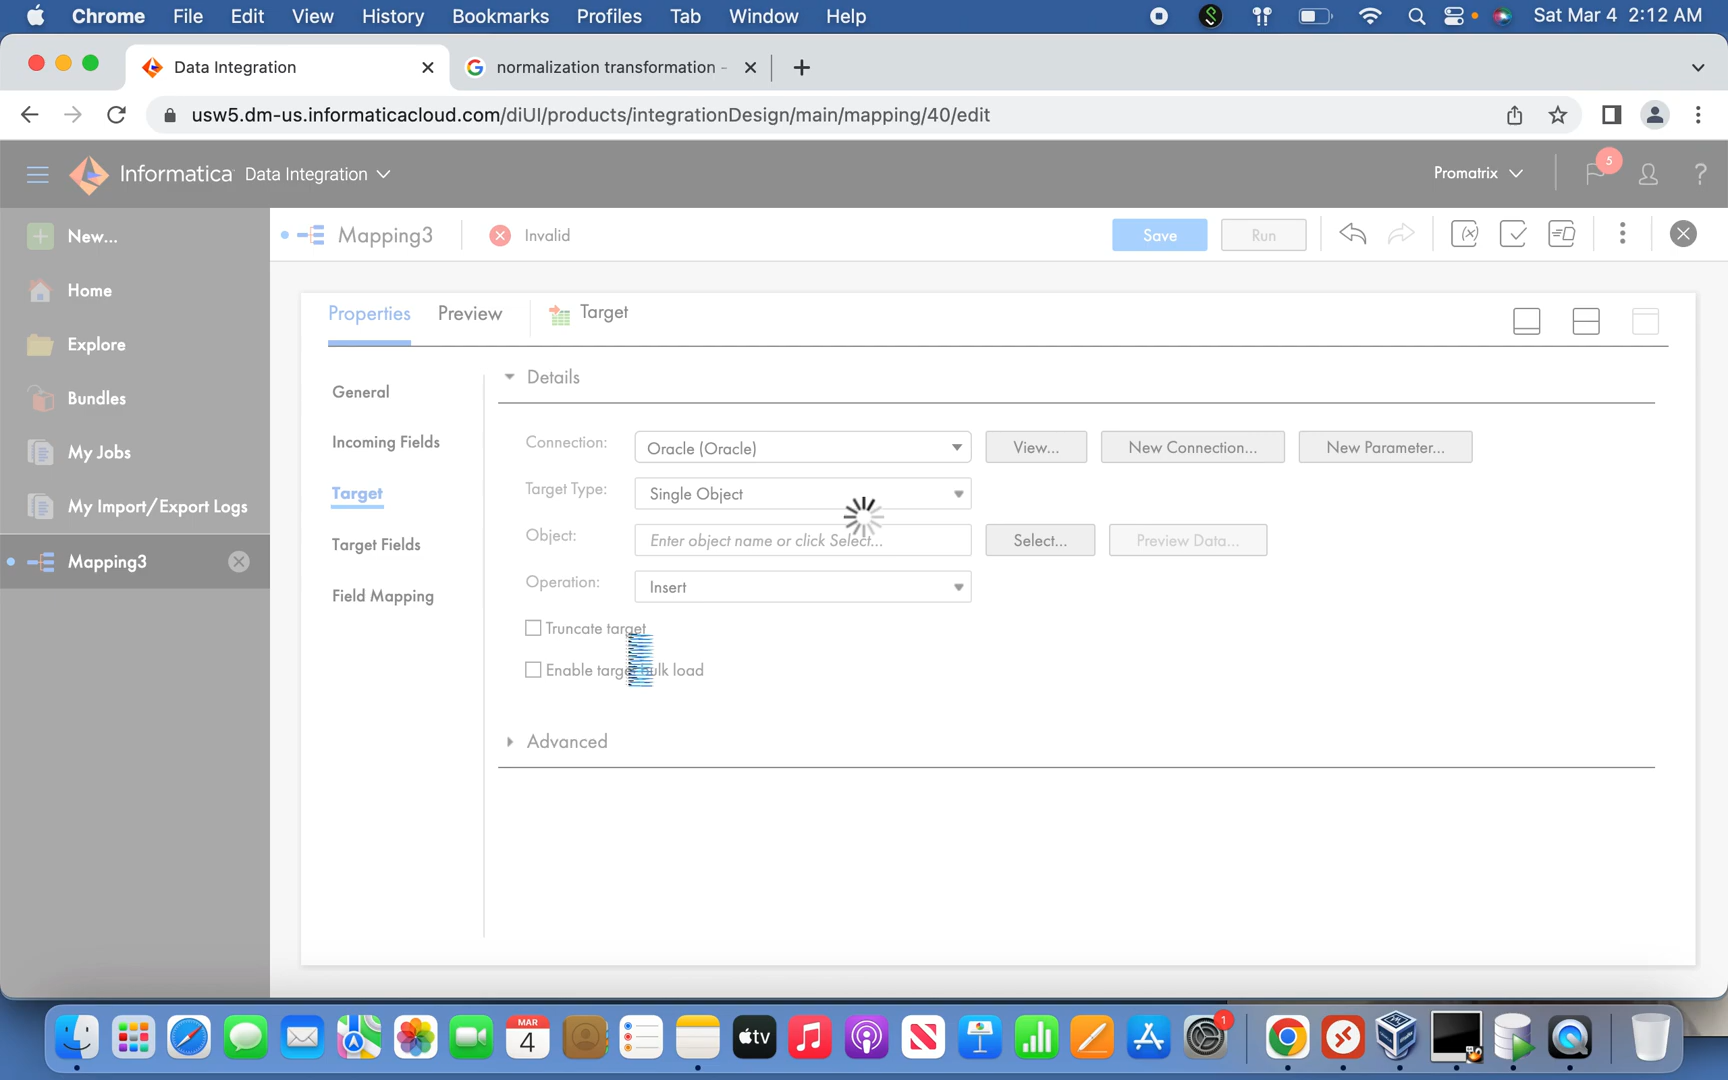 Chrome File Edit View History Bookmarks Profiles Tab Window Help Sat Mar 4 2:12 AM
Data Integration normalization transformation -
usw5.dm-us.informaticacloud.com/diUI/products/integrationDesign/main/mapping/40/edit
Informatica Data Integration Promatrix 5 ?
New... Mapping3 Invalid Save Run
Home
Explore
Bundles
My Jobs
My Import/Export Logs
Mapping3
Properties Preview Target
General
Incoming Fields
Target
Target Fields
Field Mapping
Details
Connection: Oracle (Oracle) View... New Connection... New Parameter...
Target Type: Single Object
Object: Enter object name or click Select... Select... Preview Data...
Operation: Insert
Truncate target
Enable target bulk load
Advanced
MAR
4
tv
1